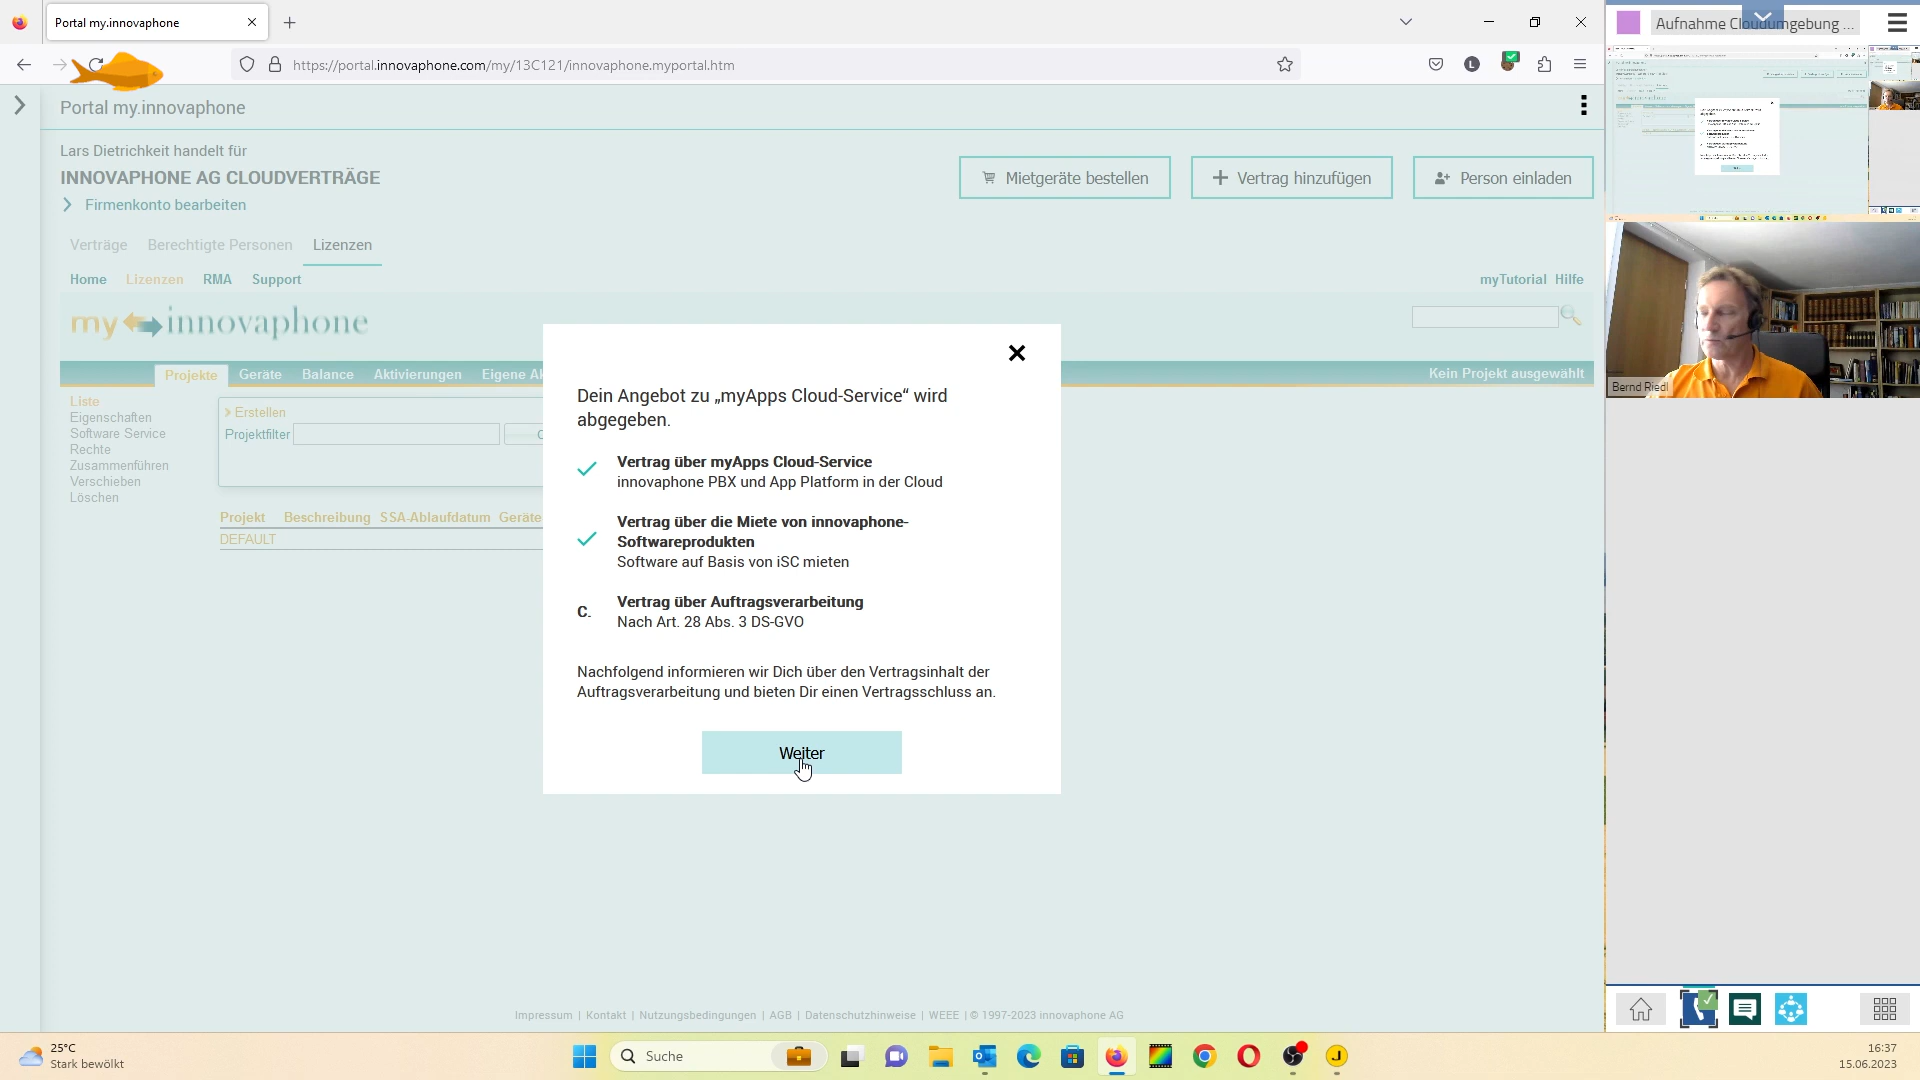 Portal my.innovaphone
https://portal.innovaphone.com/my/13C121/innovaphone.myportal.htm
L
Portal my.innovaphone
Lars Dietrichkeit handelt für
INNOVAPHONE AG CLOUDVERTRÄGE
Firmenkonto bearbeiten
Mietgeräte bestellen
Vertrag hinzufügen
Person einladen
Verträge Berechtigte Personen Lizenzen
Home Lizenzen RMA Support
myTutorial Hilfe
my innovaphone
Projekte Geräte Balance Aktivierungen Eigene
Kein Projekt ausgewählt
Liste
Eigenschaften
Software Service
Rechte
Zusammenführen
Verschieben
Löschen
Erstellen
Projektfilter
Projekt Beschreibung SSA-Ablaufdatum Geräte
DEFAULT
Dein Angebot zu „myApps Cloud-Service“ wird
abgegeben.
Vertrag über myApps Cloud-Service
innovaphone PBX und App Platform in der Cloud
Vertrag über die Miete von innovaphone-
Softwareprodukten
Software auf Basis von iSC mieten
C.
Vertrag über Auftragsverarbeitung
Nach Art. 28 Abs. 3 DS-GVO
Nachfolgend informieren wir Dich über den Vertragsinhalt der
Auftragsverarbeitung und bieten Dir einen Vertragsschluss an.
Weiter
Impressum | Kontakt | Nutzungsbedingungen | AGB | Datenschutzhinweise | WEEE | © 1997-2023 innovaphone AG
Aufnahme Cloudumgebung ...
Bernd Riedl
25°C
Stark bewölkt
Suche
J
16:37
15.06.2023